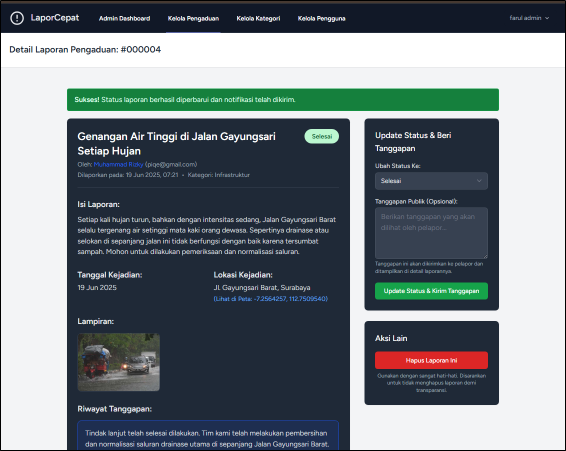 LaporCepat
Admin Dashboard
Kelola Pengaduan
Kelola Kategori
Kelola Pengguna
farul admin
Detail Laporan Pengaduan: #000004
Sukses! Status laporan berhasil diperbarui dan notifikasi telah dikirim.
Genangan Air Tinggi di Jalan Gayungsari
Setiap Hujan
Selesai
Oleh: Muhammad Rizky (piqe@gmail.com)
Dilaporkan pada: 19 Jun 2025, 07:21 • Kategori: Infrastruktur
Isi Laporan:
Setiap kali hujan turun, bahkan dengan intensitas sedang, Jalan Gayungsari Barat
selalu tergenang air setinggi mata kaki orang dewasa. Sepertinya drainase atau
selokan di sepanjang jalan ini tidak berfungsi dengan baik karena tersumbat
sampah. Mohon untuk dilakukan pemeriksaan dan normalisasi saluran.
Tanggal Kejadian:
19 Jun 2025
Lokasi Kejadian:
Jl. Gayungsari Barat, Surabaya
(Lihat di Peta: -7.2564257, 112.7509540)
Lampiran:
Riwayat Tanggapan:
Tindak lanjut telah selesai dilakukan. Tim kami telah melakukan pembersihan
dan normalisasi saluran drainase utama di sepanjang Jalan Gayungsari Barat.
Update Status & Beri
Tanggapan
Ubah Status Ke:
Selesai
Tanggapan Publik (Opsional):
Berikan tanggapan yang akan
dilihat oleh pelapor...
Tanggapan ini akan dikirimkan ke pelapor dan
ditampilkan di detail laporannya.
Update Status & Kirim Tanggapan
Aksi Lain
Hapus Laporan Ini
Gunakan dengan sangat hati-hati. Disarankan
untuk tidak menghapus laporan demi
transparansi.